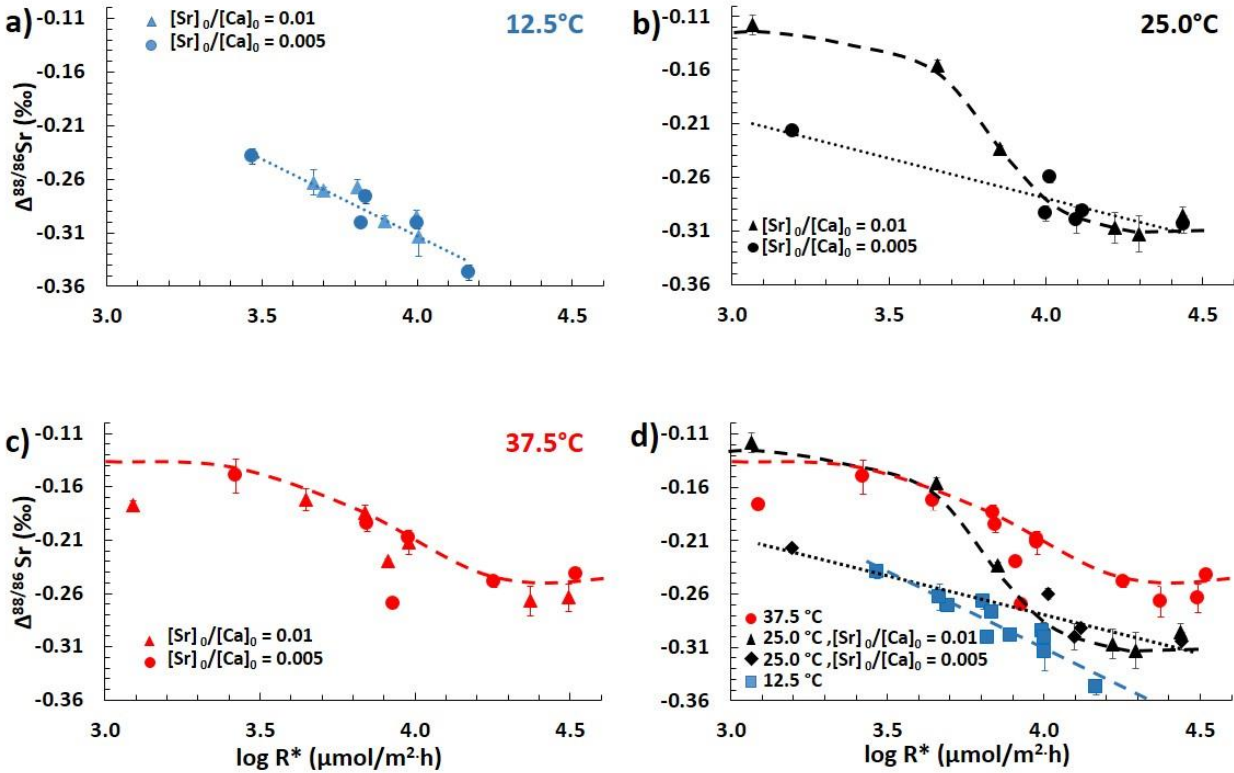 a)
[Sr]₀/[Ca]₀ = 0.01
[Sr]₀/[Ca]₀ = 0.005
12.5°C
-0.11
-0.16
-0.21
-0.26
-0.31
-0.36
Δ⁸⁸/⁸⁶Sr (‰)
3.0 3.5 4.0 4.5
b)
25.0°C
-0.11
-0.16
-0.21
-0.26
-0.31
-0.36
[Sr]₀/[Ca]₀ = 0.01
[Sr]₀/[Ca]₀ = 0.005
3.0 3.5 4.0 4.5
c)
37.5°C
-0.11
-0.16
-0.21
-0.26
-0.31
-0.36
Δ⁸⁸/⁸⁶ Sr (‰)
[Sr]₀/[Ca]₀ = 0.01
[Sr]₀/[Ca]₀ = 0.005
3.0 3.5 4.0 4.5
log R* (µmol/m²·h)
d)
-0.11
-0.16
-0.21
-0.26
-0.31
-0.36
37.5 °C
25.0 °C ,[Sr]₀/[Ca]₀ = 0.01
25.0 °C ,[Sr]₀/[Ca]₀ = 0.005
12.5 °C
3.0 3.5 4.0 4.5
log R* (µmol/m²·h)